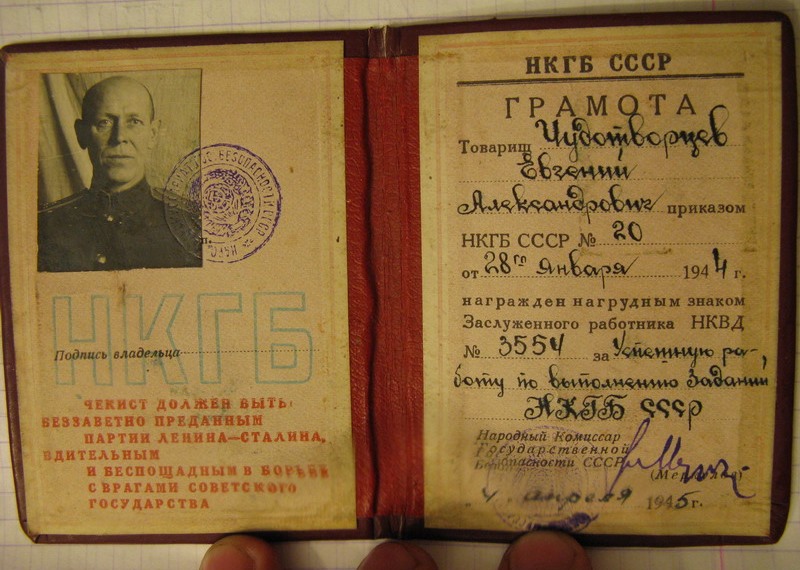 НКГБ
Подпись владельца
ЧЕКИСТ ДОЛЖЕН БЫТЬ:
БЕЗЗАВЕТНО ПРЕДАННЫМ
ПАРТИИ ЛЕНИНА—СТАЛИНА,
БДИТЕЛЬНЫМ
И БЕСПОЩАДНЫМ В БОРЬБЕ
С ВРАГАМИ СОВЕТСКОГО
ГОСУДАРСТВА
БЕЗОПАСНОСТИ СССР
НКГБ СССР
ГРАМОТА
Товарищ Чудотворцев
Евгений
Александрович приказом
НКГБ СССР № 20
от 28го Января 1944 г.
награжден нагрудным знаком
Заслуженного работника НКВД
№ 3554 за Успешную ра-
боту по выполнению Заданий
НКГБ СССР
Народный Комиссар
Государственной
Безопасности СССР
4 апреля 1945 г.